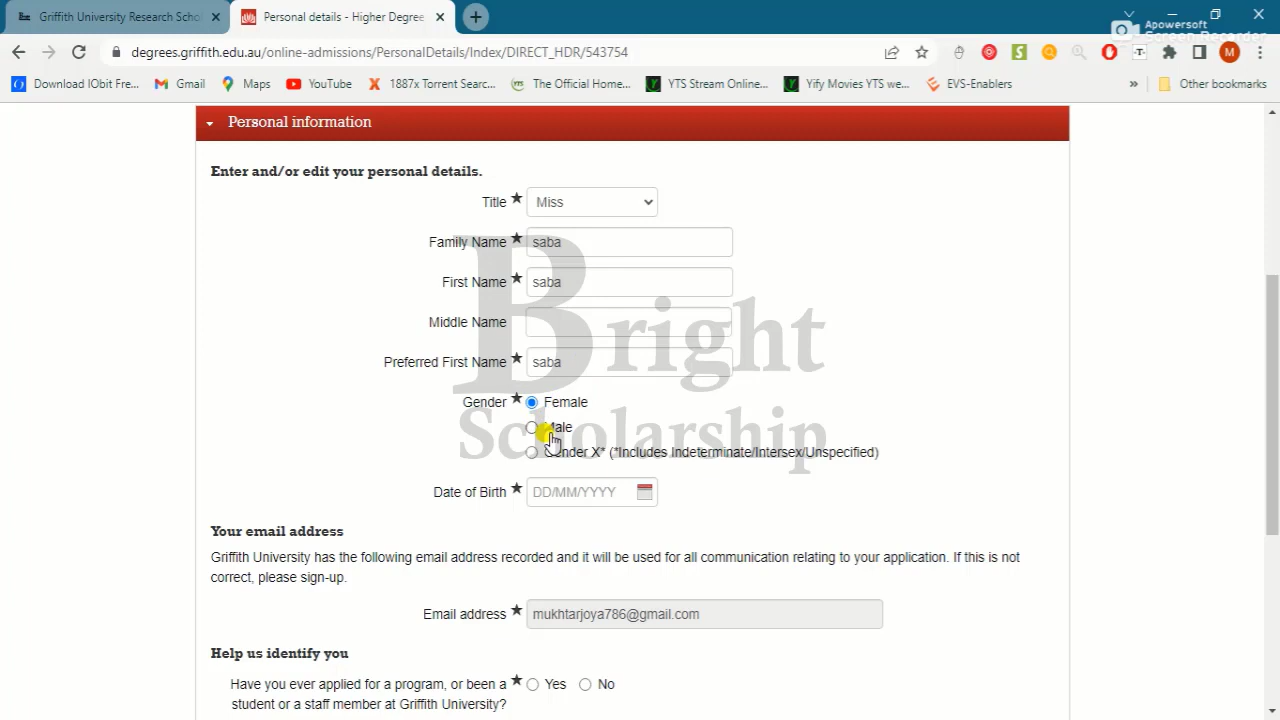 Griffith University Research Scho
Personal details - Higher Degree
Apowersoft
Screen Recorder
degrees.griffith.edu.au/online-admissions/PersonalDetails/Index/DIRECT_HDR/543754
M
Download IObit Fre...
Gmail
Maps
YouTube
1887x Torrent Searc...
The Official Home...
YTS Stream Online...
Yify Movies YTS we...
EVS-Enablers
»
Other bookmarks
Personal information
Enter and/or edit your personal details.
Title ★ Miss
Family Name ★ saba
First Name ★ saba
Middle Name
Preferred First Name ★ saba
Gender ★ Female
Male
Gender X* (*Includes Indeterminate/Intersex/Unspecified)
Date of Birth ★ DD/MM/YYYY
Bright
Scholarship
Your email address
Griffith University has the following email address recorded and it will be used for all communication relating to your application. If this is not
correct, please sign-up.
Email address ★ mukhtarjoya786@gmail.com
Help us identify you
Have you ever applied for a program, or been a ★ Yes No
student or a staff member at Griffith University?